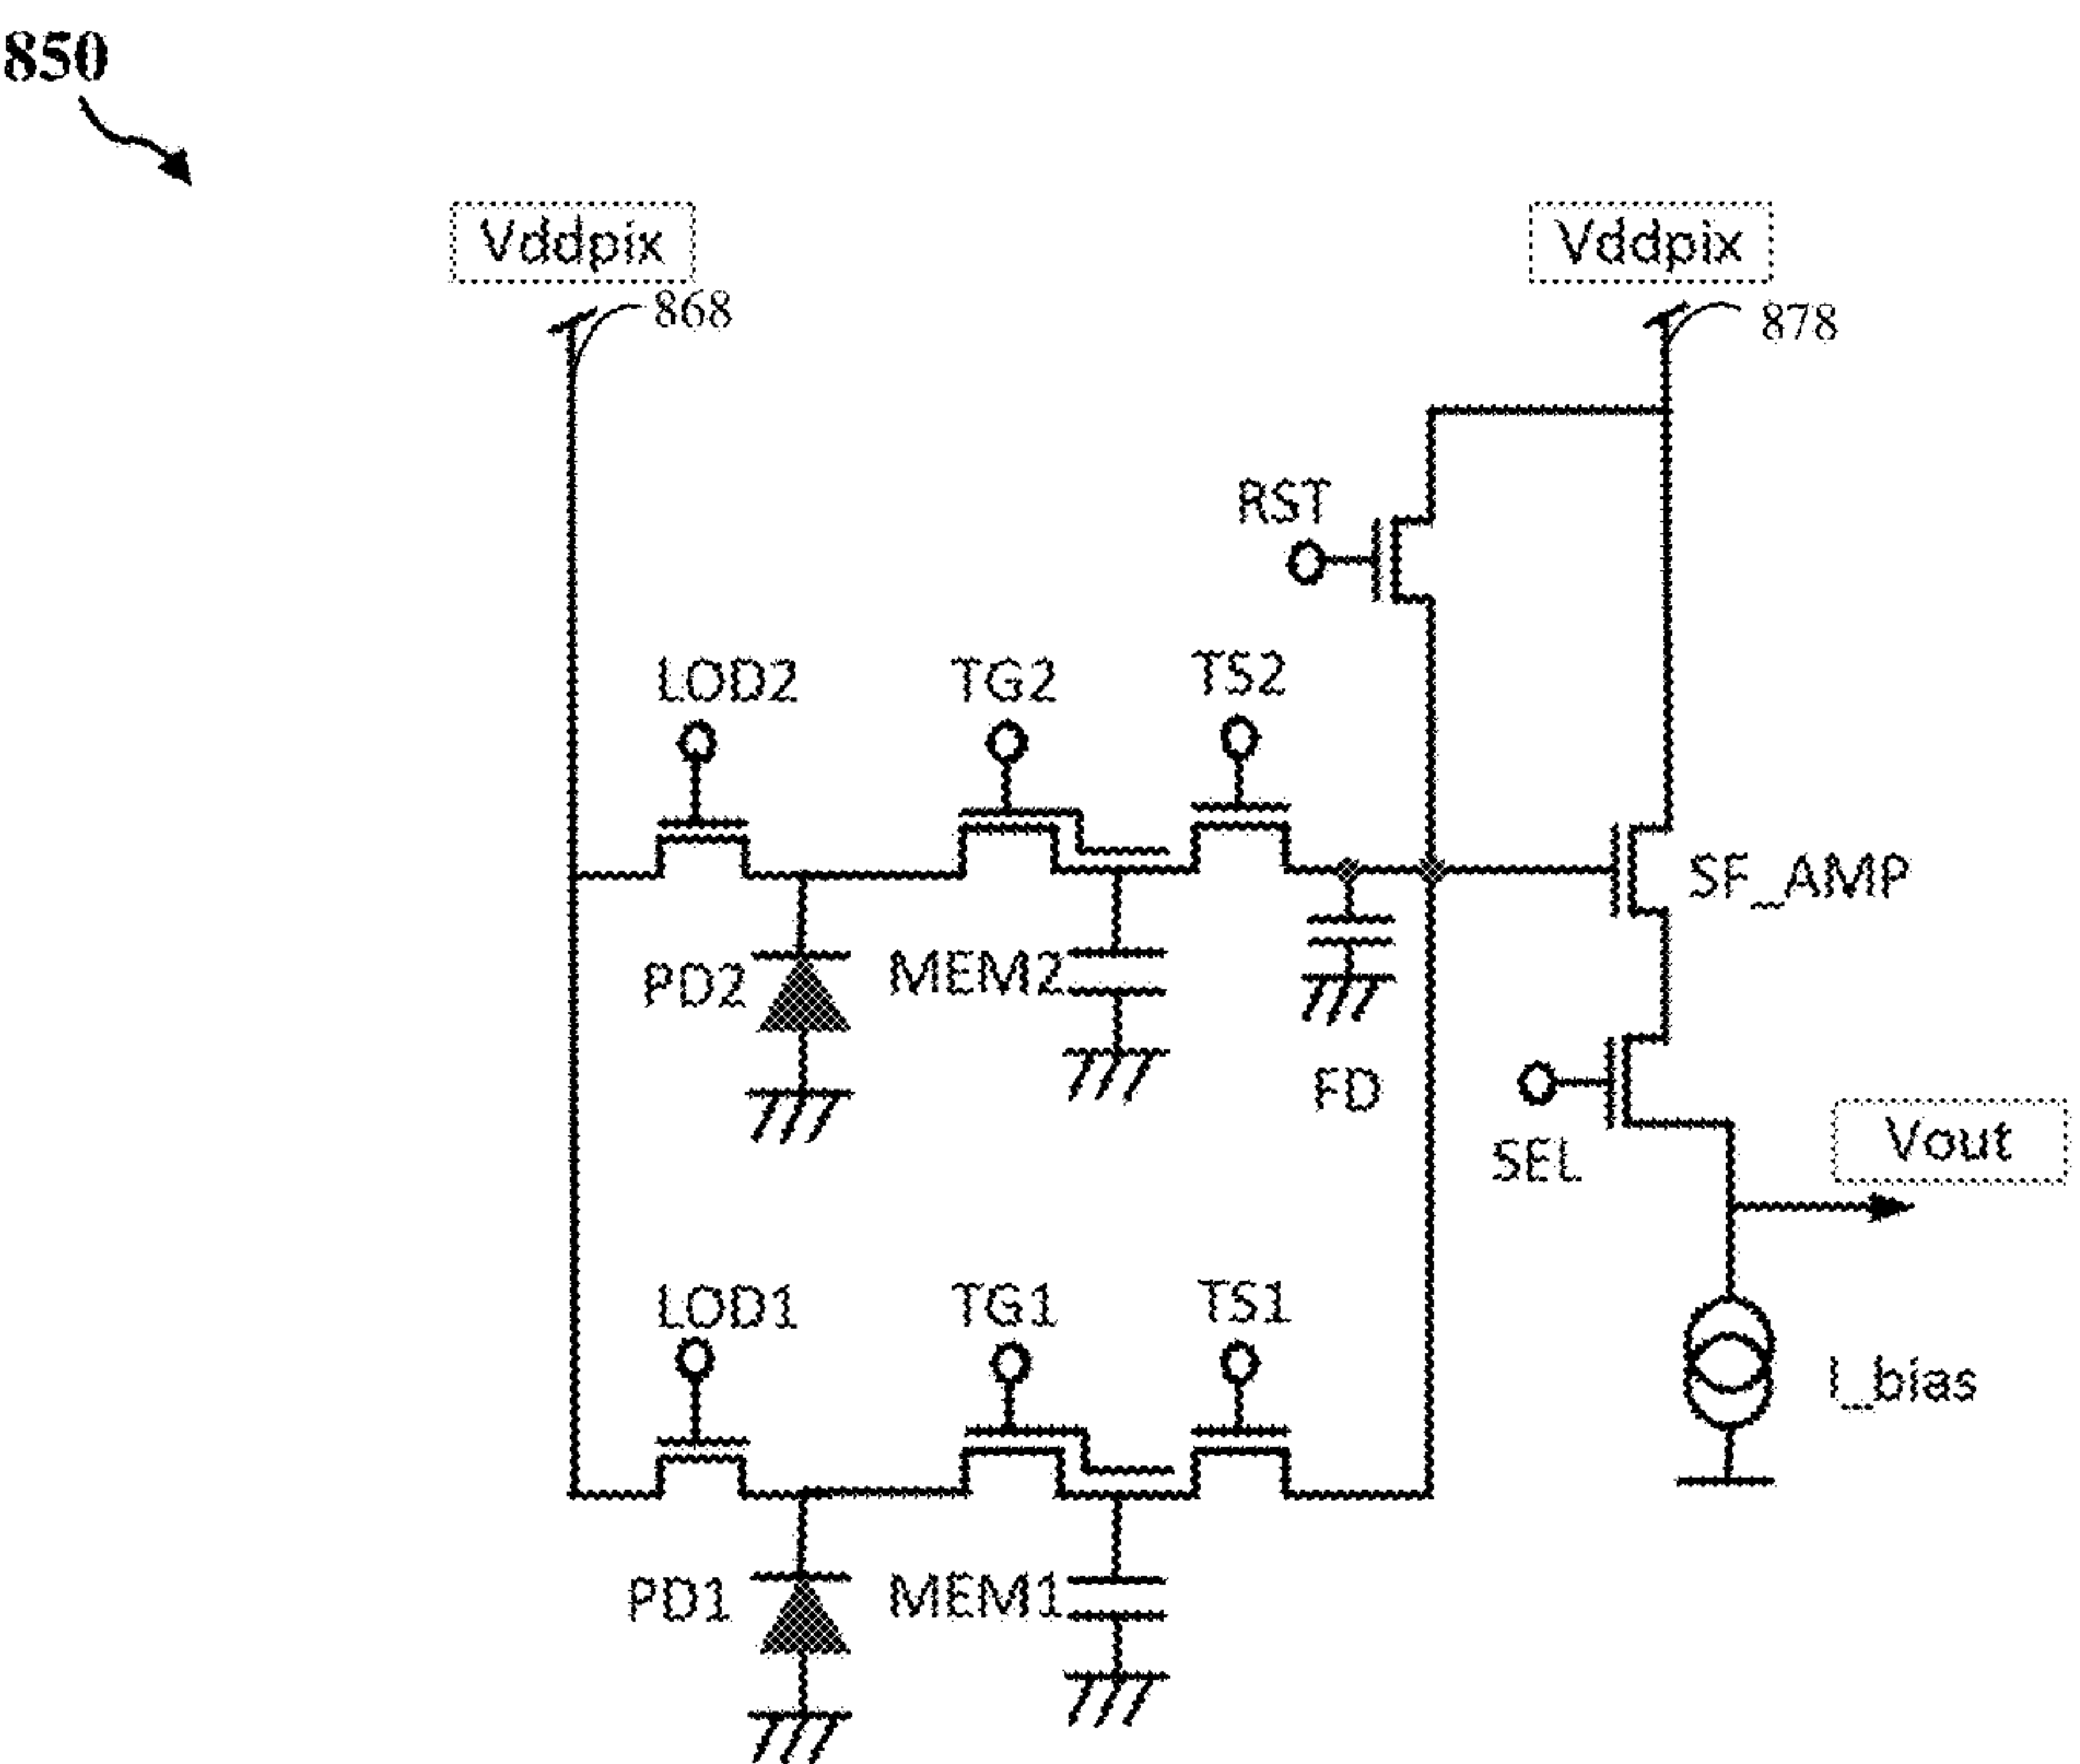 850
Vddpix
Vddpix
868
878
RST
LOD2
TG2
TS2
SF_AMP
PD2
MEM2
FD
SEL
Vout
LOD1
TG1
TS1
I_bias
PD1
MEM1